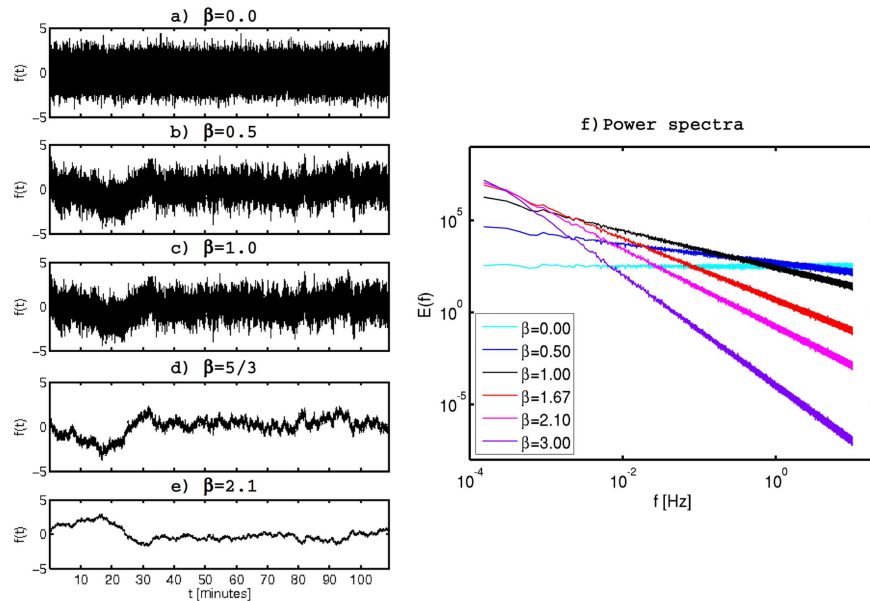 a) β=0.0
5
0
−5
f(t)
b) β=0.5
5
0
−5
f(t)
c) β=1.0
5
0
−5
f(t)
d) β=5/3
5
0
−5
f(t)
e) β=2.1
5
0
−5
f(t)
10 20 30 40 50 60 70 80 90 100
t [minutes]
f)Power spectra
10^5
10^0
10^-5
E(f)
β=0.00
β=0.50
β=1.00
β=1.67
β=2.10
β=3.00
10^-4 10^-2 10^0
f [Hz]